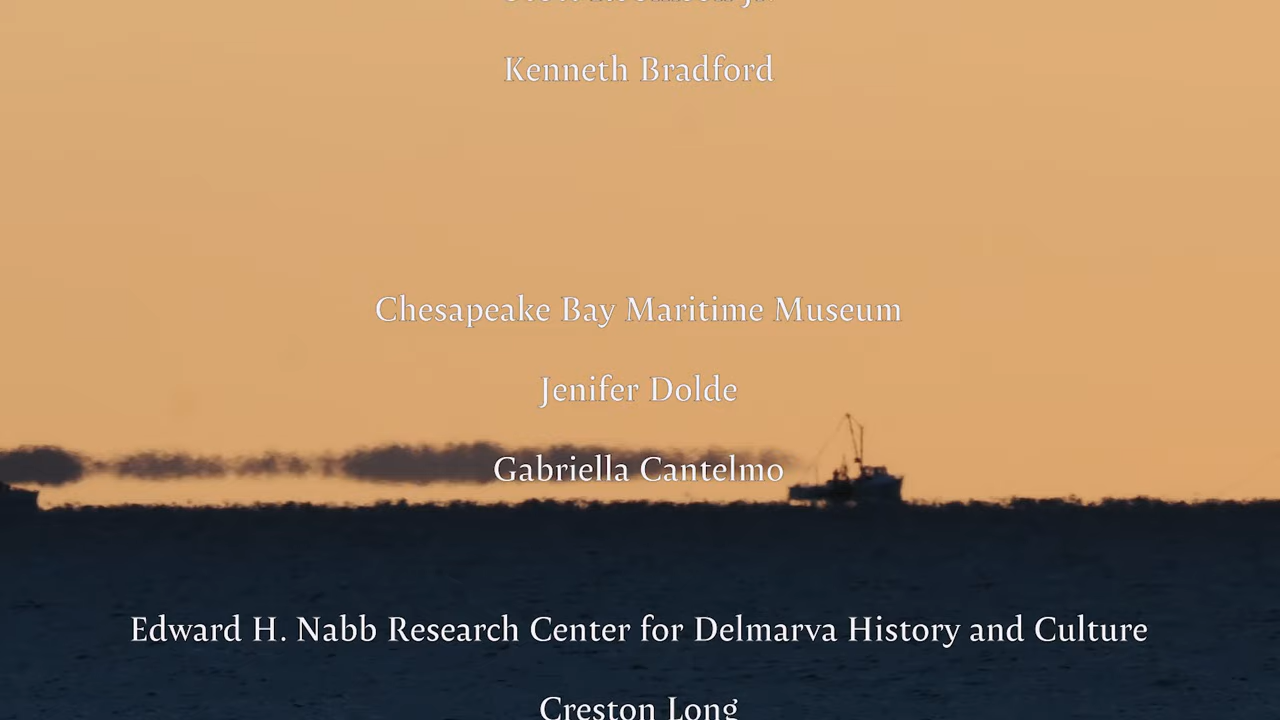 Kenneth Bradford
Chesapeake Bay Maritime Museum
Jenifer Dolde
Gabriella Cantelmo
Edward H. Nabb Research Center for Delmarva History and Culture
Creston Long